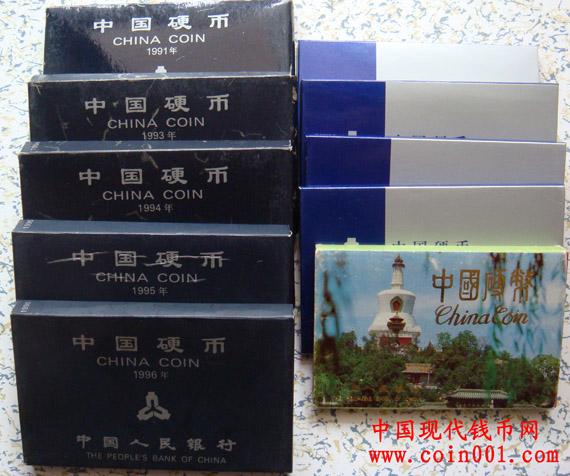 中国硬币
CHINA COIN
1991年
中国硬币
CHINA COIN
1993年
中国硬币
CHINA COIN
1994年
中国硬币
CHINA COIN
1995年
中国硬币
CHINA COIN
1996年
中国人民银行
THE PEOPLE'S BANK OF CHINA
中国硬币
中國硬幣
China Coin
中国现代钱币网
www.coin001.com